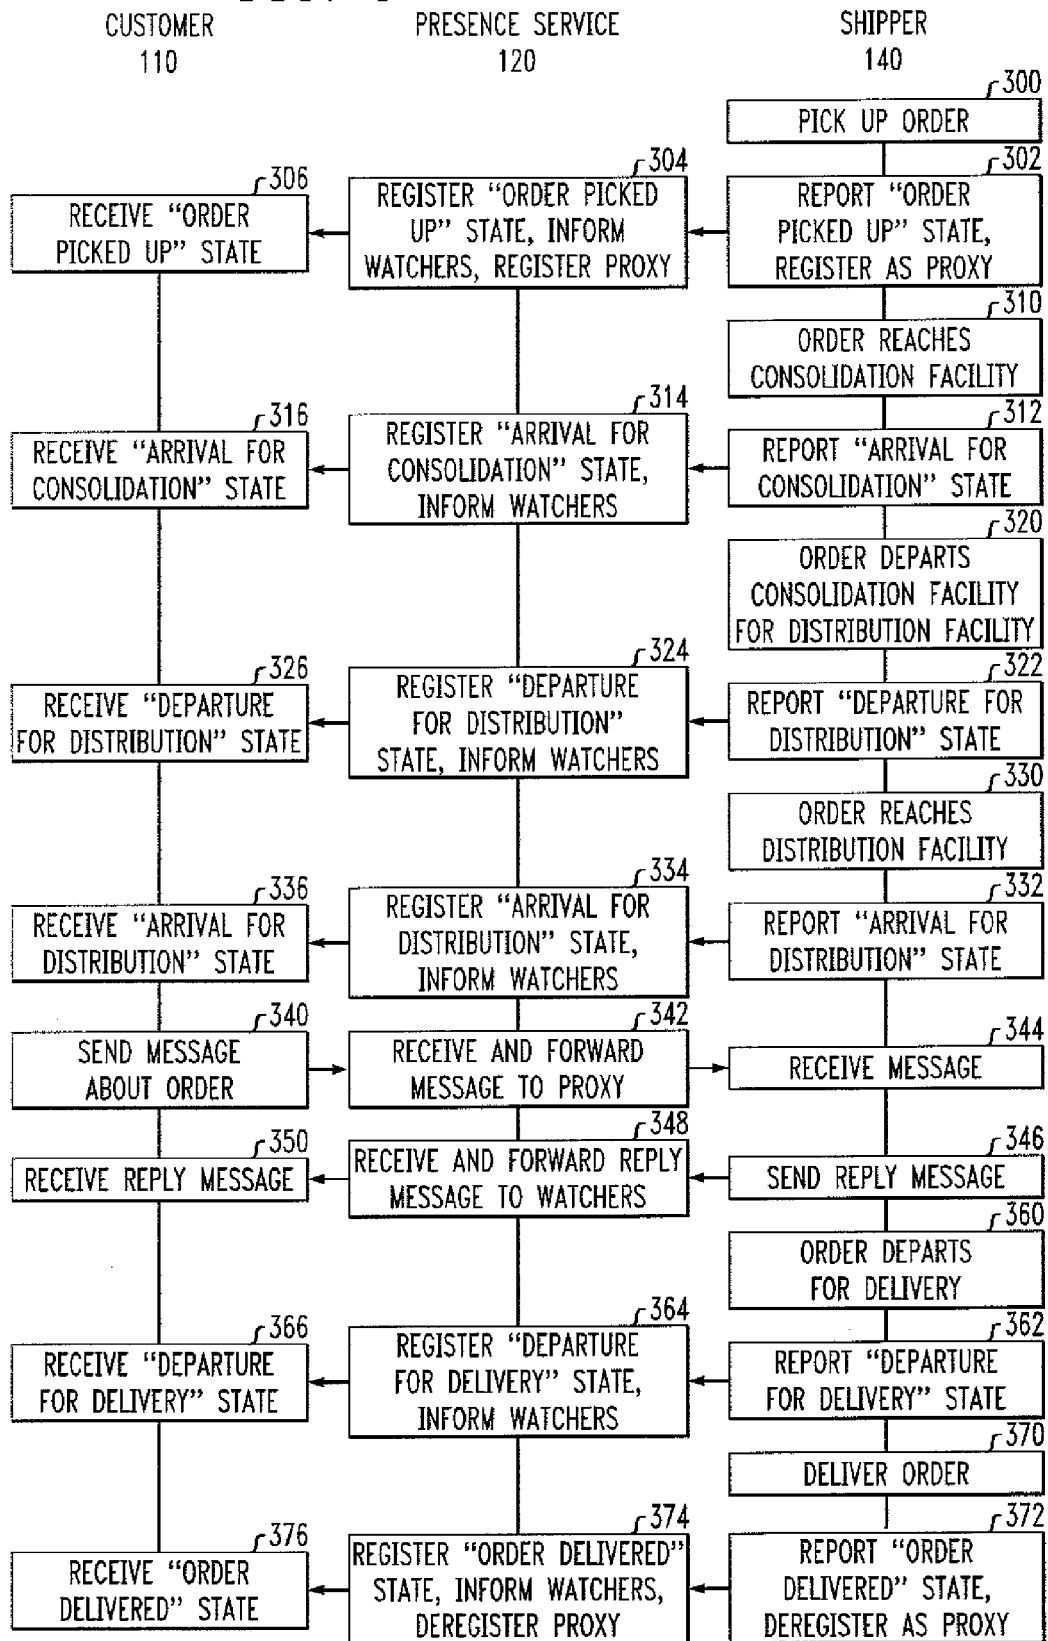 CUSTOMER
110
PRESENCE SERVICE
120
SHIPPER
140
300
PICK UP ORDER
302
REPORT “ORDER
PICKED UP” STATE,
REGISTER AS PROXY
304
REGISTER “ORDER PICKED
UP” STATE, INFORM
WATCHERS, REGISTER PROXY
306
RECEIVE “ORDER
PICKED UP” STATE
310
ORDER REACHES
CONSOLIDATION FACILITY
312
REPORT “ARRIVAL FOR
CONSOLIDATION” STATE
314
REGISTER “ARRIVAL FOR
CONSOLIDATION” STATE,
INFORM WATCHERS
316
RECEIVE “ARRIVAL FOR
CONSOLIDATION” STATE
320
ORDER DEPARTS
CONSOLIDATION FACILITY
FOR DISTRIBUTION FACILITY
322
REPORT “DEPARTURE FOR
DISTRIBUTION” STATE
324
REGISTER “DEPARTURE
FOR DISTRIBUTION”
STATE, INFORM WATCHERS
326
RECEIVE “DEPARTURE
FOR DISTRIBUTION” STATE
330
ORDER REACHES
DISTRIBUTION FACILITY
332
REPORT “ARRIVAL FOR
DISTRIBUTION” STATE
334
REGISTER “ARRIVAL FOR
DISTRIBUTION” STATE,
INFORM WATCHERS
336
RECEIVE “ARRIVAL FOR
DISTRIBUTION” STATE
340
SEND MESSAGE
ABOUT ORDER
342
RECEIVE AND FORWARD
MESSAGE TO PROXY
344
RECEIVE MESSAGE
346
SEND REPLY MESSAGE
348
RECEIVE AND FORWARD REPLY
MESSAGE TO WATCHERS
350
RECEIVE REPLY MESSAGE
360
ORDER DEPARTS
FOR DELIVERY
362
REPORT “DEPARTURE
FOR DELIVERY” STATE
364
REGISTER “DEPARTURE
FOR DELIVERY” STATE,
INFORM WATCHERS
366
RECEIVE “DEPARTURE
FOR DELIVERY” STATE
370
DELIVER ORDER
372
REPORT “ORDER
DELIVERED” STATE,
DEREGISTER AS PROXY
374
REGISTER “ORDER DELIVERED”
STATE, INFORM WATCHERS,
DEREGISTER PROXY
376
RECEIVE “ORDER
DELIVERED” STATE